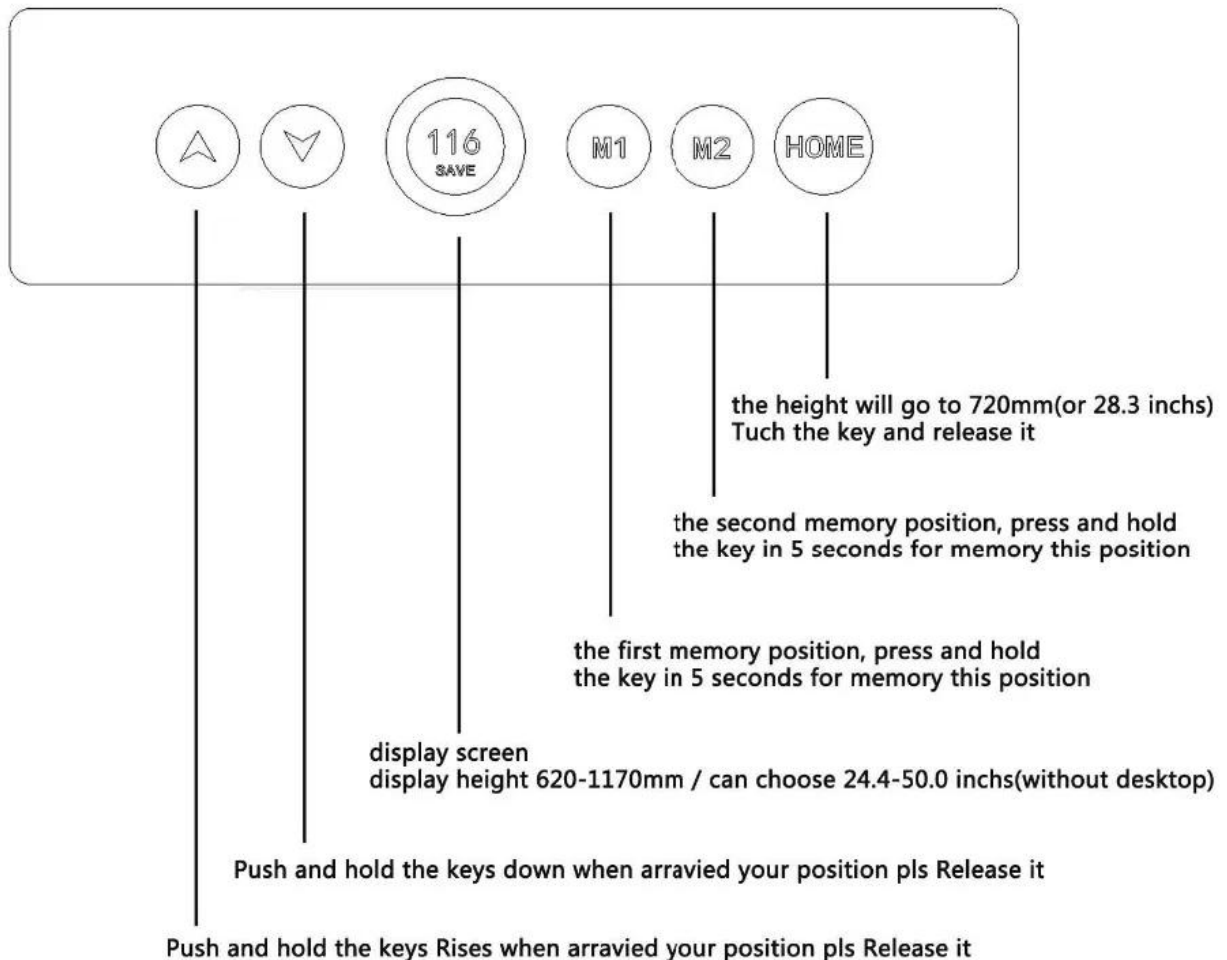 116
SAVE
M1
M2
HOME
the height will go to 720mm(or 28.3 inchs)
Tuch the key and release it
the second memory position, press and hold
the key in 5 seconds for memory this position
the first memory position, press and hold
the key in 5 seconds for memory this position
display screen
display height 620-1170mm / can choose 24.4-50.0 inchs(without desktop)
Push and hold the keys down when arravied your position pls Release it
Push and hold the keys Rises when arravied your position pls Release it